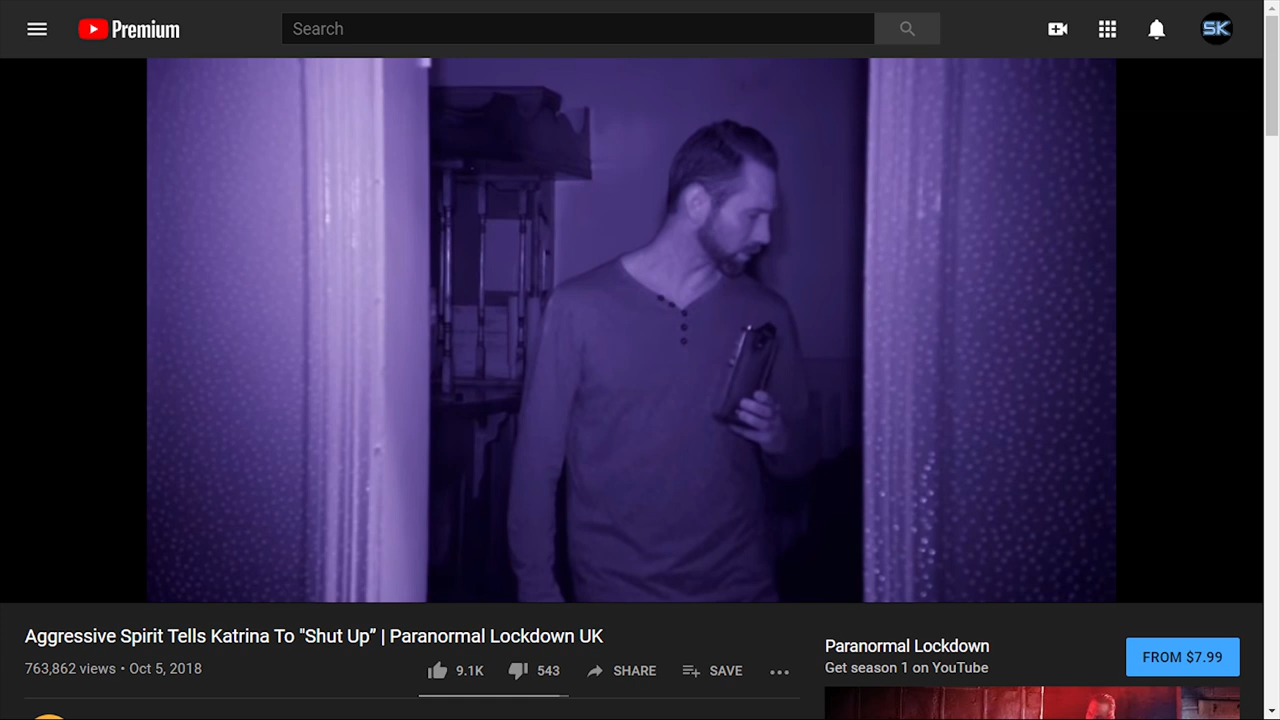 Premium
Search
SK
Aggressive Spirit Tells Katrina To "Shut Up” | Paranormal Lockdown UK
763,862 views • Oct 5, 2018
9.1K
543
SHARE
SAVE
Paranormal Lockdown
Get season 1 on YouTube
FROM $7.99